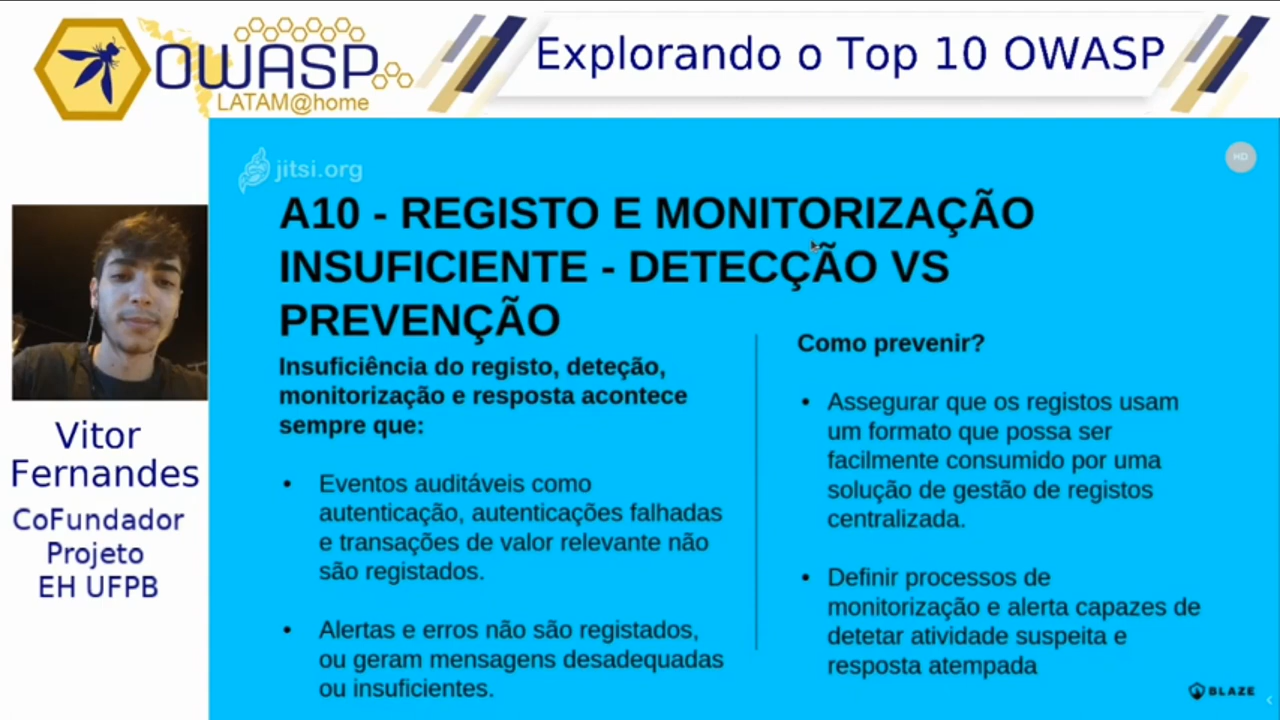 OWASP
LATAM@home
Explorando o Top 10 OWASP
jitsi.org
HD
A10 - REGISTO E MONITORIZAÇÃO
INSUFICIENTE - DETECÇÃO VS
PREVENÇÃO
Insuficiência do registo, deteção,
monitorização e resposta acontece
sempre que:
• Eventos auditáveis como
autenticação, autenticações falhadas
e transações de valor relevante não
são registados.
• Alertas e erros não são registados,
ou geram mensagens desadequadas
ou insuficientes.
Como prevenir?
• Assegurar que os registos usam
um formato que possa ser
facilmente consumido por uma
solução de gestão de registos
centralizada.
• Definir processos de
monitorização e alerta capazes de
detetar atividade suspeita e
resposta atempada
BLAZE
Vitor
Fernandes
CoFundador
Projeto
EH UFPB